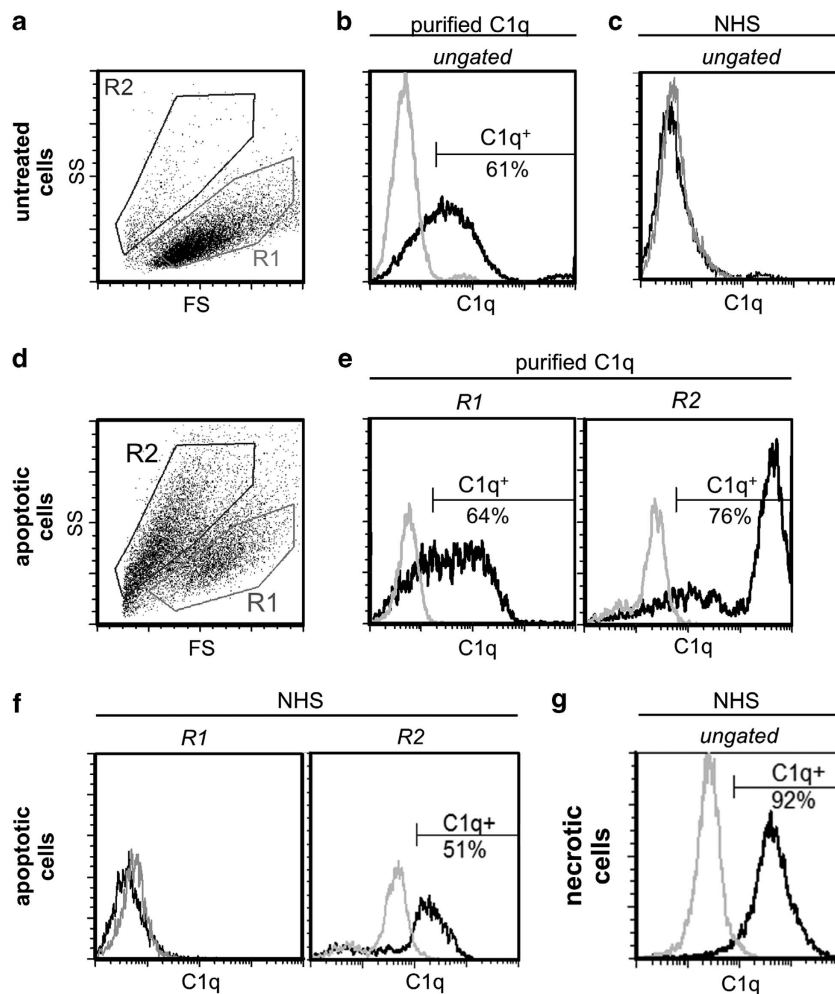 a
b
purified C1q
ungated
c
NHS
ungated
untreated
cells
SS
R2
R1
FS
C1q⁺
61%
C1q
C1q
d
e
purified C1q
R1
R2
apoptotic
cells
SS
R2
R1
FS
C1q⁺
64%
C1q
C1q⁺
76%
C1q
f
NHS
R1
R2
g
NHS
ungated
apoptotic
cells
C1q
C1q+
51%
C1q
necrotic
cells
C1q+
92%
C1q